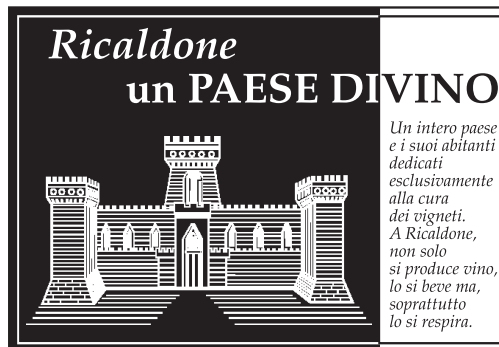 Ricaldone
un PAESE DIVINO
Un intero paese
e i suoi abitanti
dedicati
esclusivamente
alla cura
dei vigneti.
A Ricaldone,
non solo
si produce vino,
lo si beve ma,
soprattutto
lo si respira.